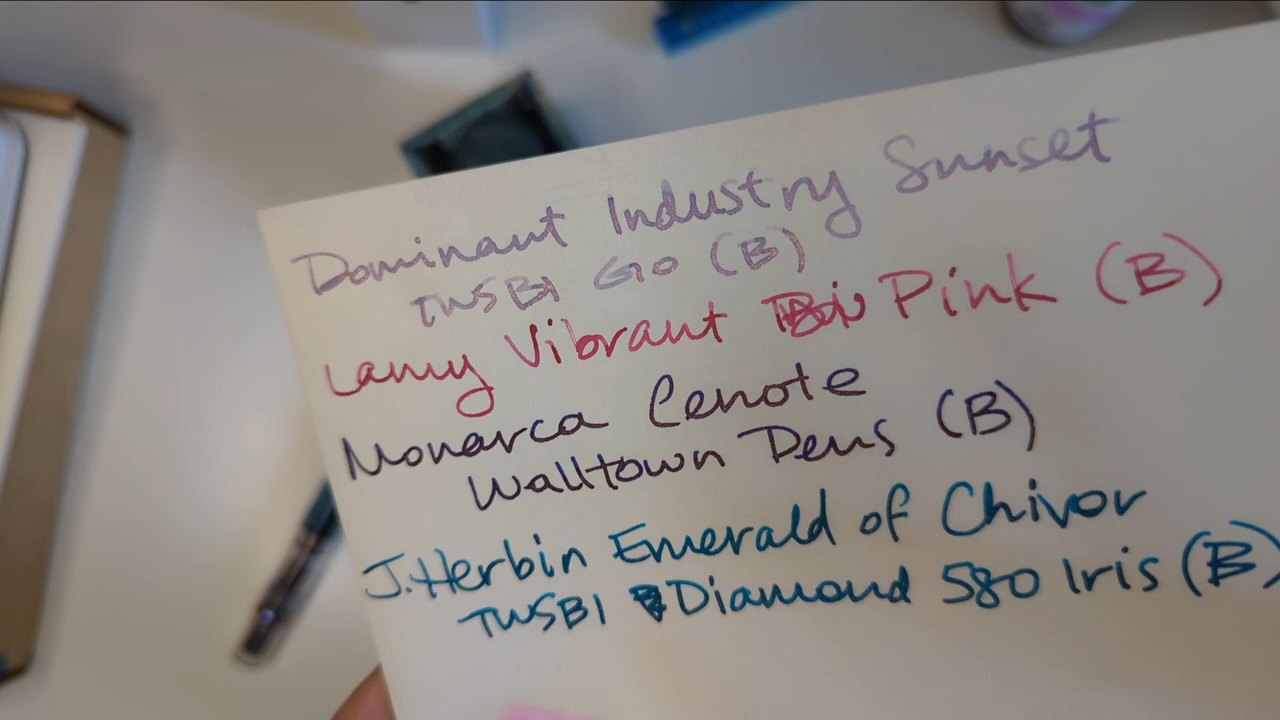 Dominant Industry Sunset
TWSBI GO (B)
Lamy Vibrant Pink (B)
Monarca Cenote
Walltown Deus (B)
J. Herbin Emerald of Chivor
TWSBI Diamond 580 Iris (B)